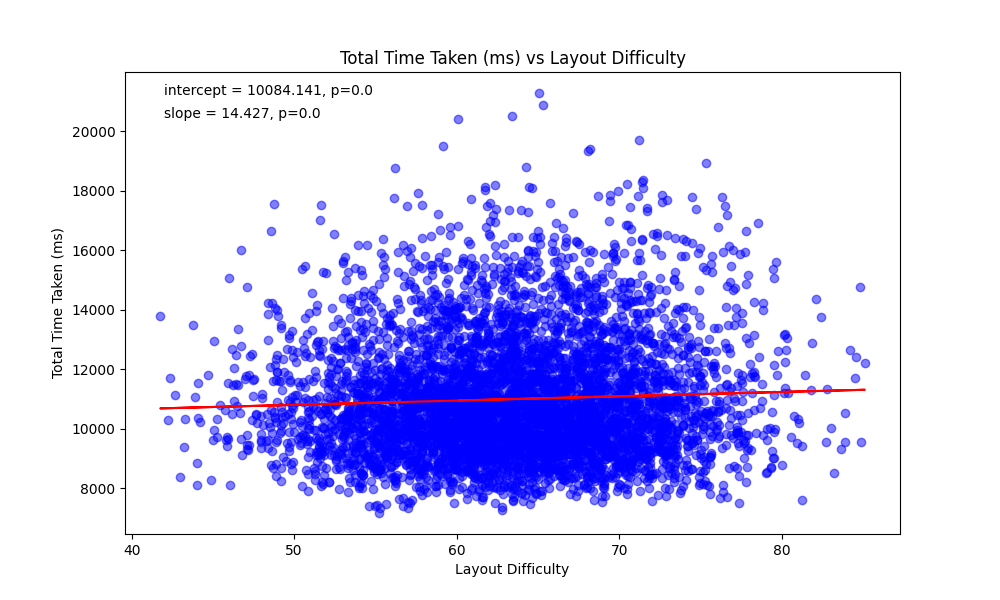 Total Time Taken (ms) vs Layout Difficulty
intercept = 10084.141, p=0.0
slope = 14.427, p=0.0
Total Time Taken (ms)
20000
18000
16000
14000
12000
10000
8000
40 50 60 70 80
Layout Difficulty